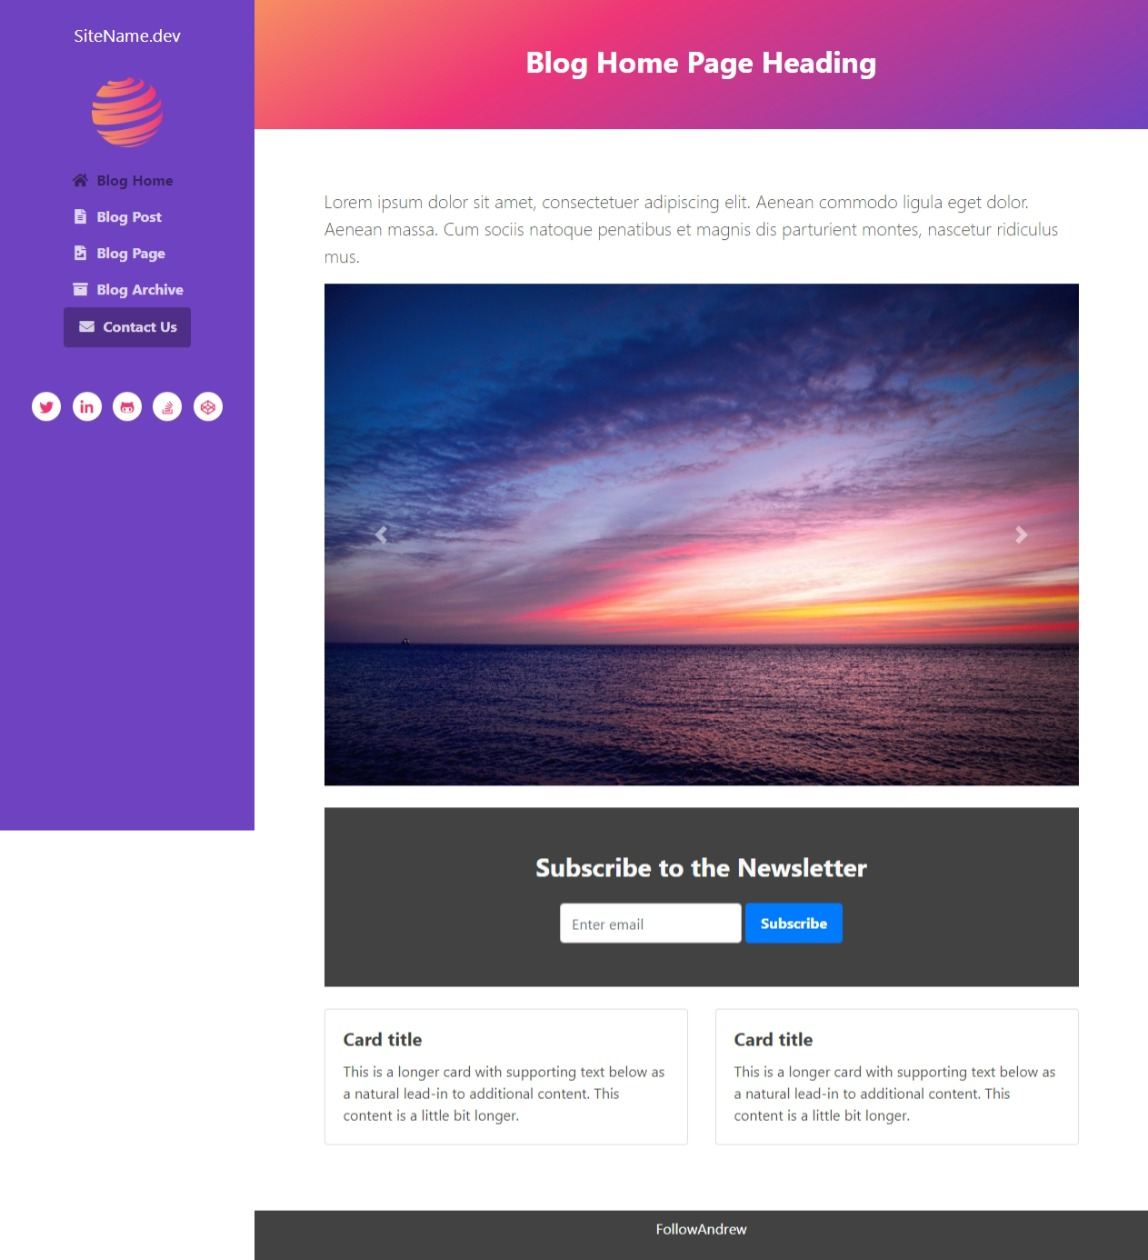 SiteName.dev
Blog Home
Blog Post
Blog Page
Blog Archive
Contact Us
Blog Home Page Heading
Lorem ipsum dolor sit amet, consectetuer adipiscing elit. Aenean commodo ligula eget dolor.
Aenean massa. Cum sociis natoque penatibus et magnis dis parturient montes, nascetur ridiculus
mus.
Subscribe to the Newsletter
Enter email
Subscribe
Card title
This is a longer card with supporting text below as
a natural lead-in to additional content. This
content is a little bit longer.
Card title
This is a longer card with supporting text below as
a natural lead-in to additional content. This
content is a little bit longer.
FollowAndrew